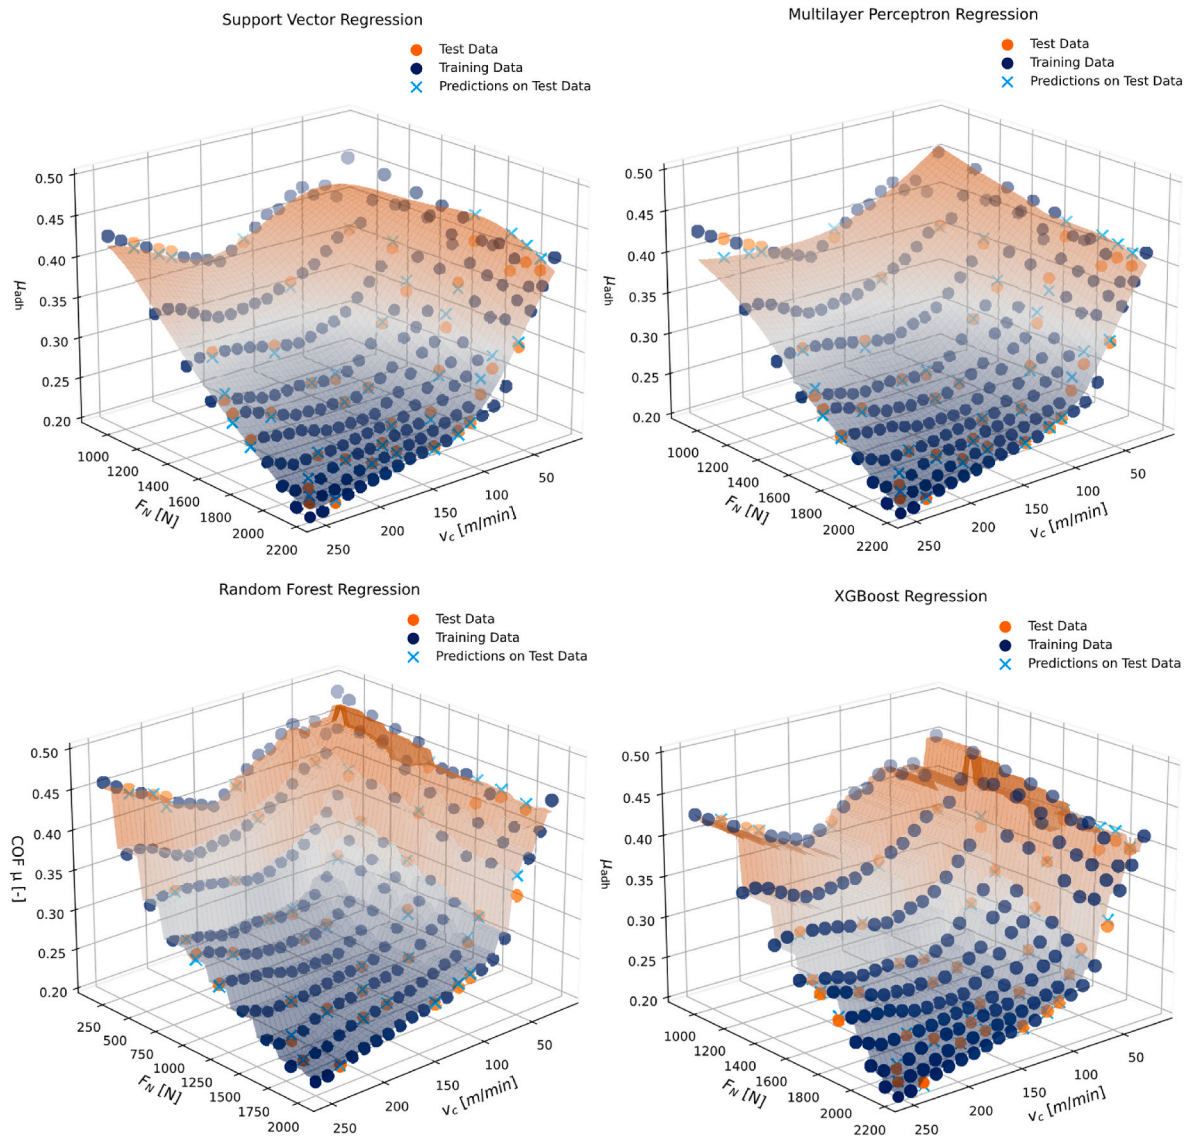 Support Vector Regression
Test Data
Training Data
Predictions on Test Data
0.50
0.45
0.40
0.35
0.30
0.25
0.20
μadh
1000
1200
1400
1600
1800
2000
2200
F_N [N]
250
200
150
100
50
v_c [m/min]
Multilayer Perceptron Regression
Test Data
Training Data
Predictions on Test Data
0.50
0.45
0.40
0.35
0.30
0.25
0.20
μadh
1000
1200
1400
1600
1800
2000
2200
F_N [N]
250
200
150
100
50
v_c [m/min]
Random Forest Regression
Test Data
Training Data
Predictions on Test Data
0.50
0.45
0.40
0.35
0.30
0.25
0.20
COF μ [-]
250
500
750
1000
1250
1500
1750
2000
F_N [N]
250
200
150
100
50
v_c [m/min]
XGBoost Regression
Test Data
Training Data
Predictions on Test Data
0.50
0.45
0.40
0.35
0.30
0.25
0.20
μadh
1000
1200
1400
1600
1800
2000
2200
F_N [N]
250
200
150
100
50
v_c [m/min]